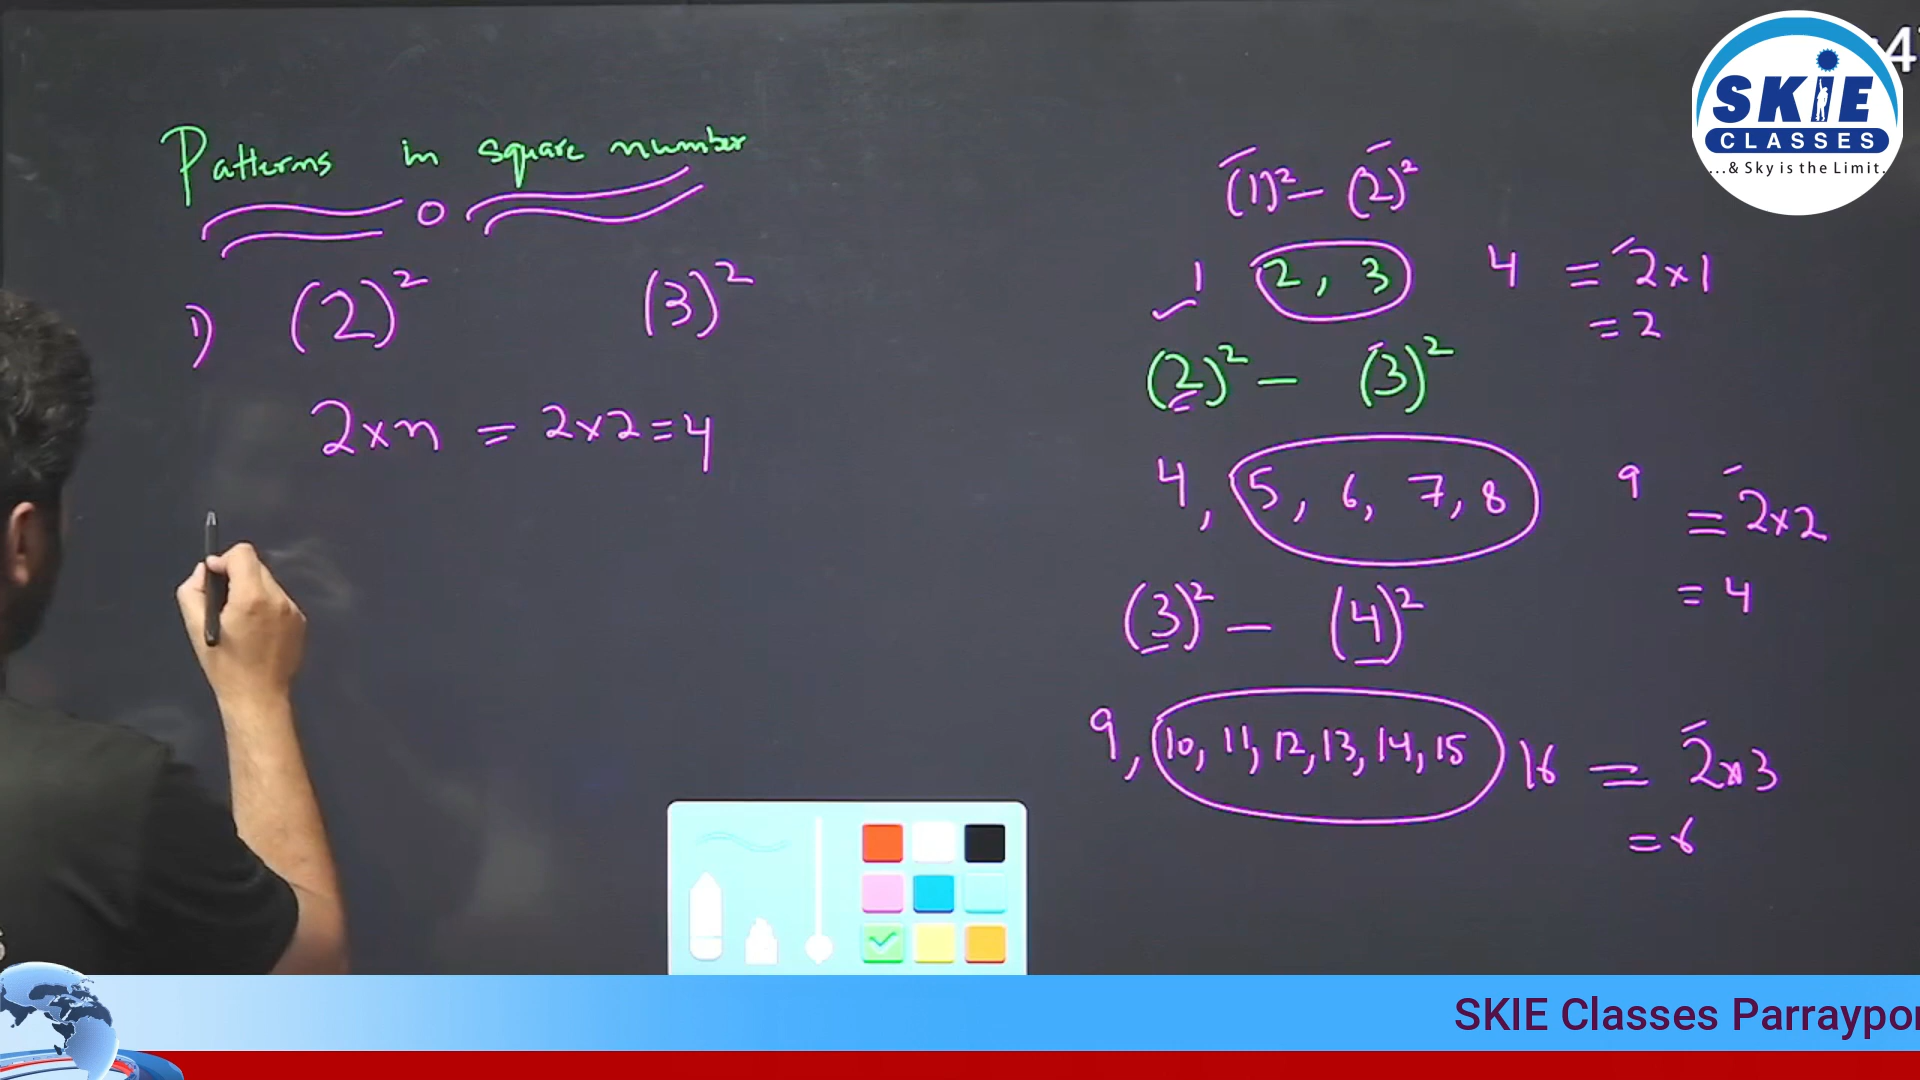 Patterns in square number
1) (2)² (3)²
2×n = 2×2=4
(1)² – (2)²
1 2, 3 4 = 2×1
= 2
(2)² – (3)²
4, 5, 6, 7, 8 9 = 2×2
= 4
(3)² – (4)²
9, 10, 11, 12, 13, 14, 15 16 = 2×3
= 6
SKIE
CLASSES
...& Sky is the Limit.
SKIE Classes Parraypor